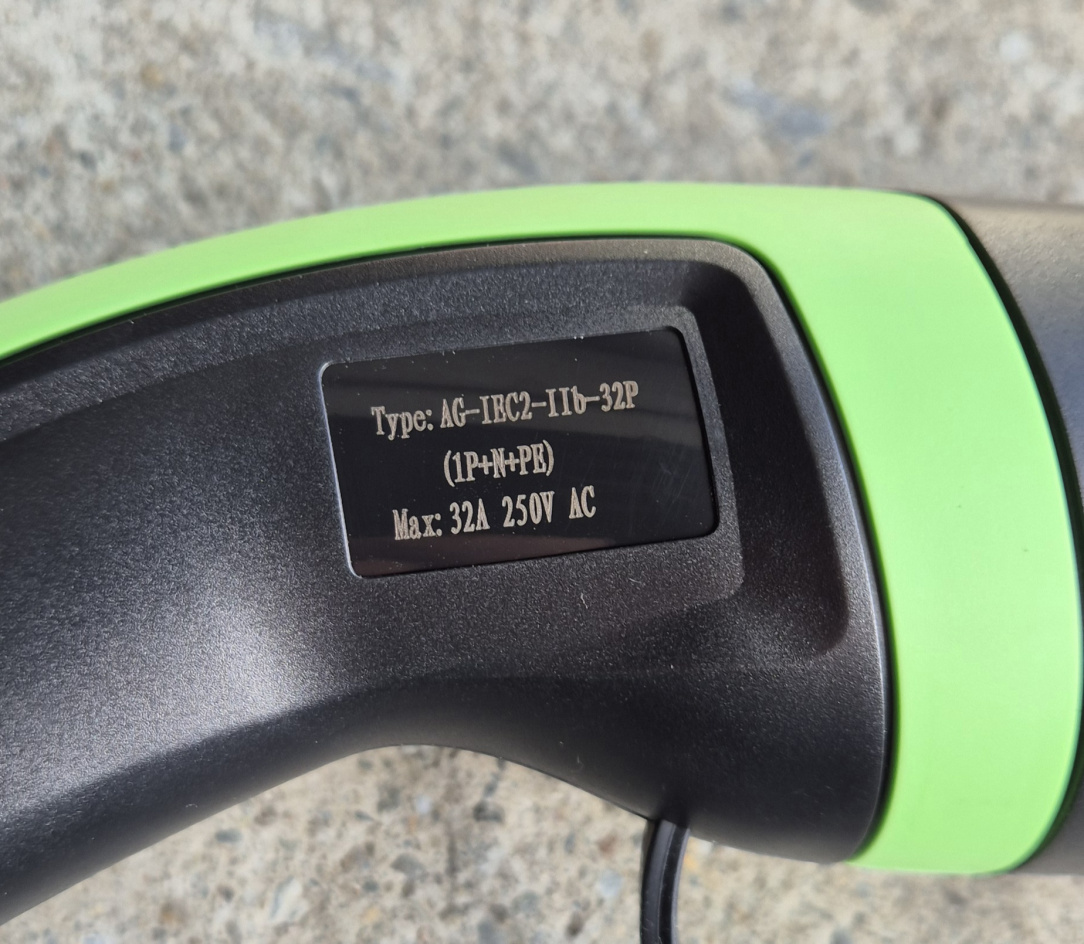 Type: AG-IEC2-IIb-32P
(1P+N+PE)
Max: 32A 250V AC